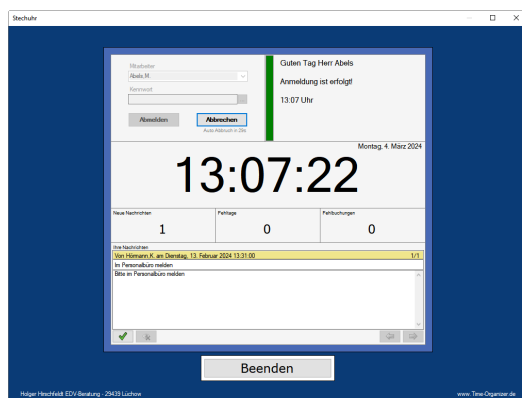 Stechuhr
Mitarbeiter
Abels, M.
Kennwort
Abmelden
Abbrechen
Auto Abbruch in 28s
Guten Tag Herr Abels
Anmeldung ist erfolgt!
13:07 Uhr
Montag, 4. März 2024
13:07:22
Neue Nachrichten
1
Fehltage
0
Fehlbuchungen
0
Ihre Nachrichten
Von Hörmann,K. am Dienstag, 13. Februar 2024 13:31:00 1/1
Im Personalbüro melden
Bitte im Personalbüro melden
Beenden
Holger Hirschfeldt EDV-Beratung - 29439 Lüchow
www.Time-Organizer.de